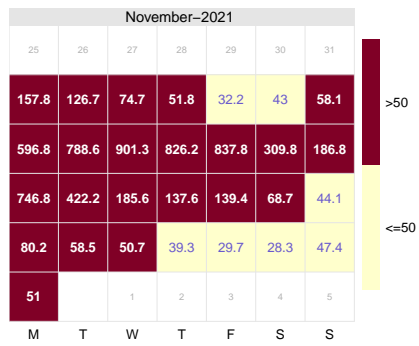 November−2021
25 26 27 28 29 30 31
157.8 126.7 74.7 51.8 32.2 43 58.1
>50
596.8 788.6 901.3 826.2 837.8 309.8 186.8
746.8 422.2 185.6 137.6 139.4 68.7 44.1
<=50
80.2 58.5 50.7 39.3 29.7 28.3 47.4
51 1 2 3 4 5
M T W T F S S